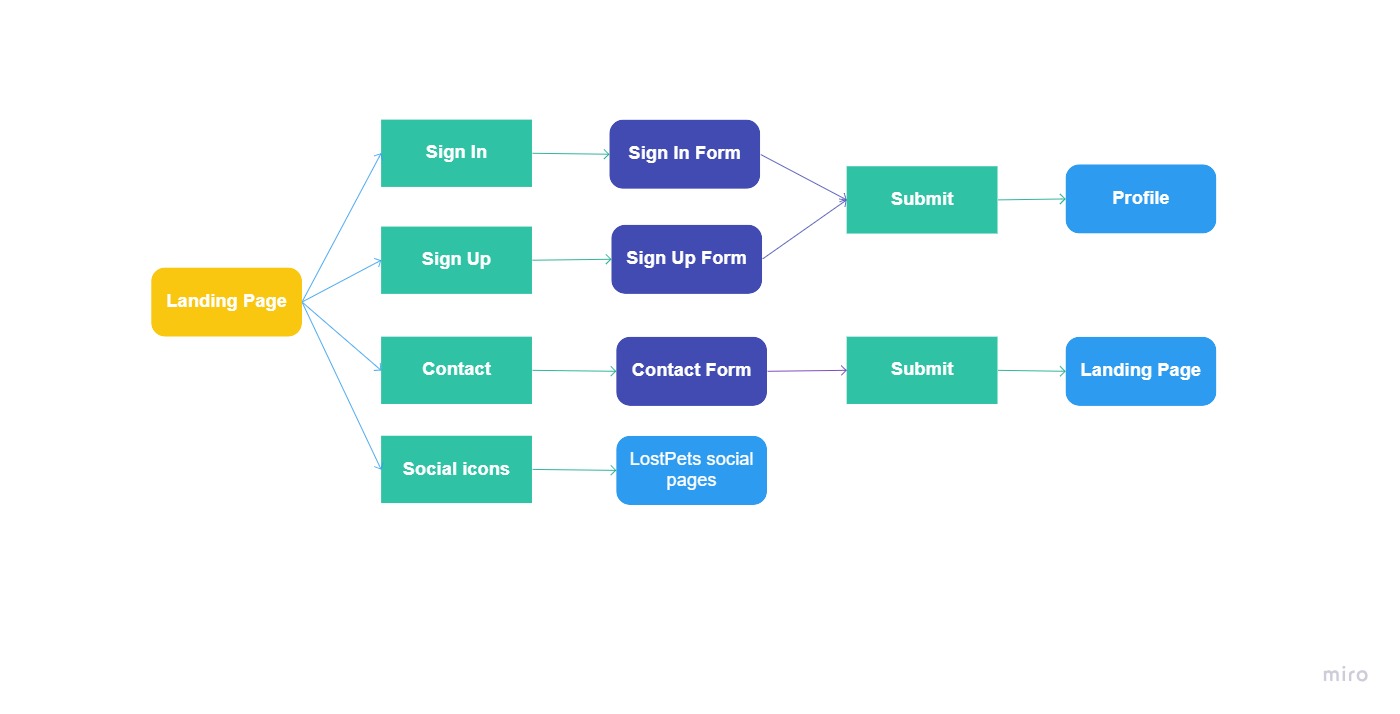 Sign In
Sign In Form
Submit
Profile
Sign Up
Sign Up Form
Landing Page
Contact
Contact Form
Submit
Landing Page
Social icons
LostPets social
pages
miro